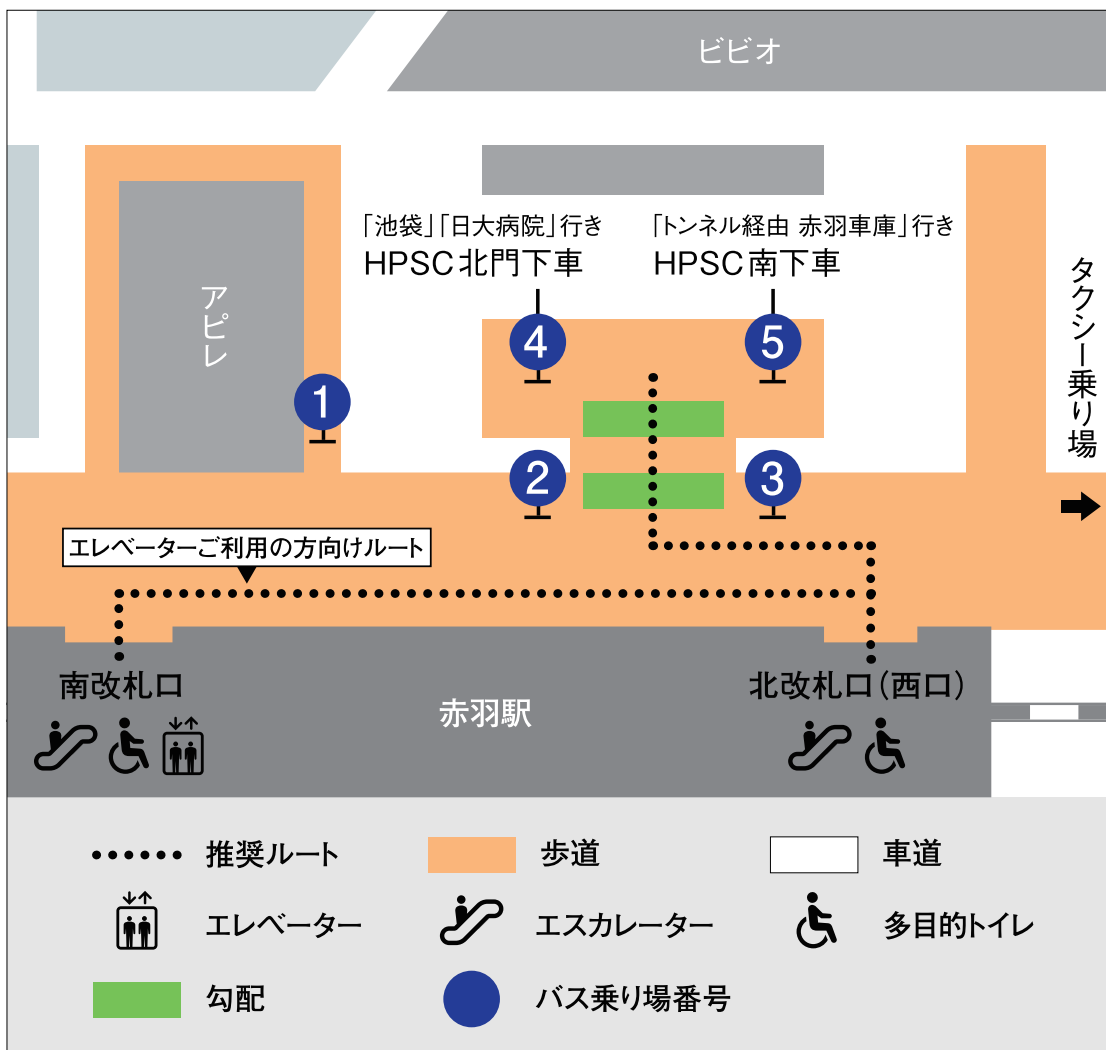 ビビオ
「池袋」「日大病院」行き
HPSC北門下車
「トンネル経由 赤羽車庫」行き
HPSC南下車
アピレ
タクシー乗り場
4
5
1
2
3
エレベーターご利用の方向けルート
南改札口
赤羽駅
北改札口(西口)
推奨ルート
歩道
車道
エレベーター
エスカレーター
多目的トイレ
勾配
バス乗り場番号